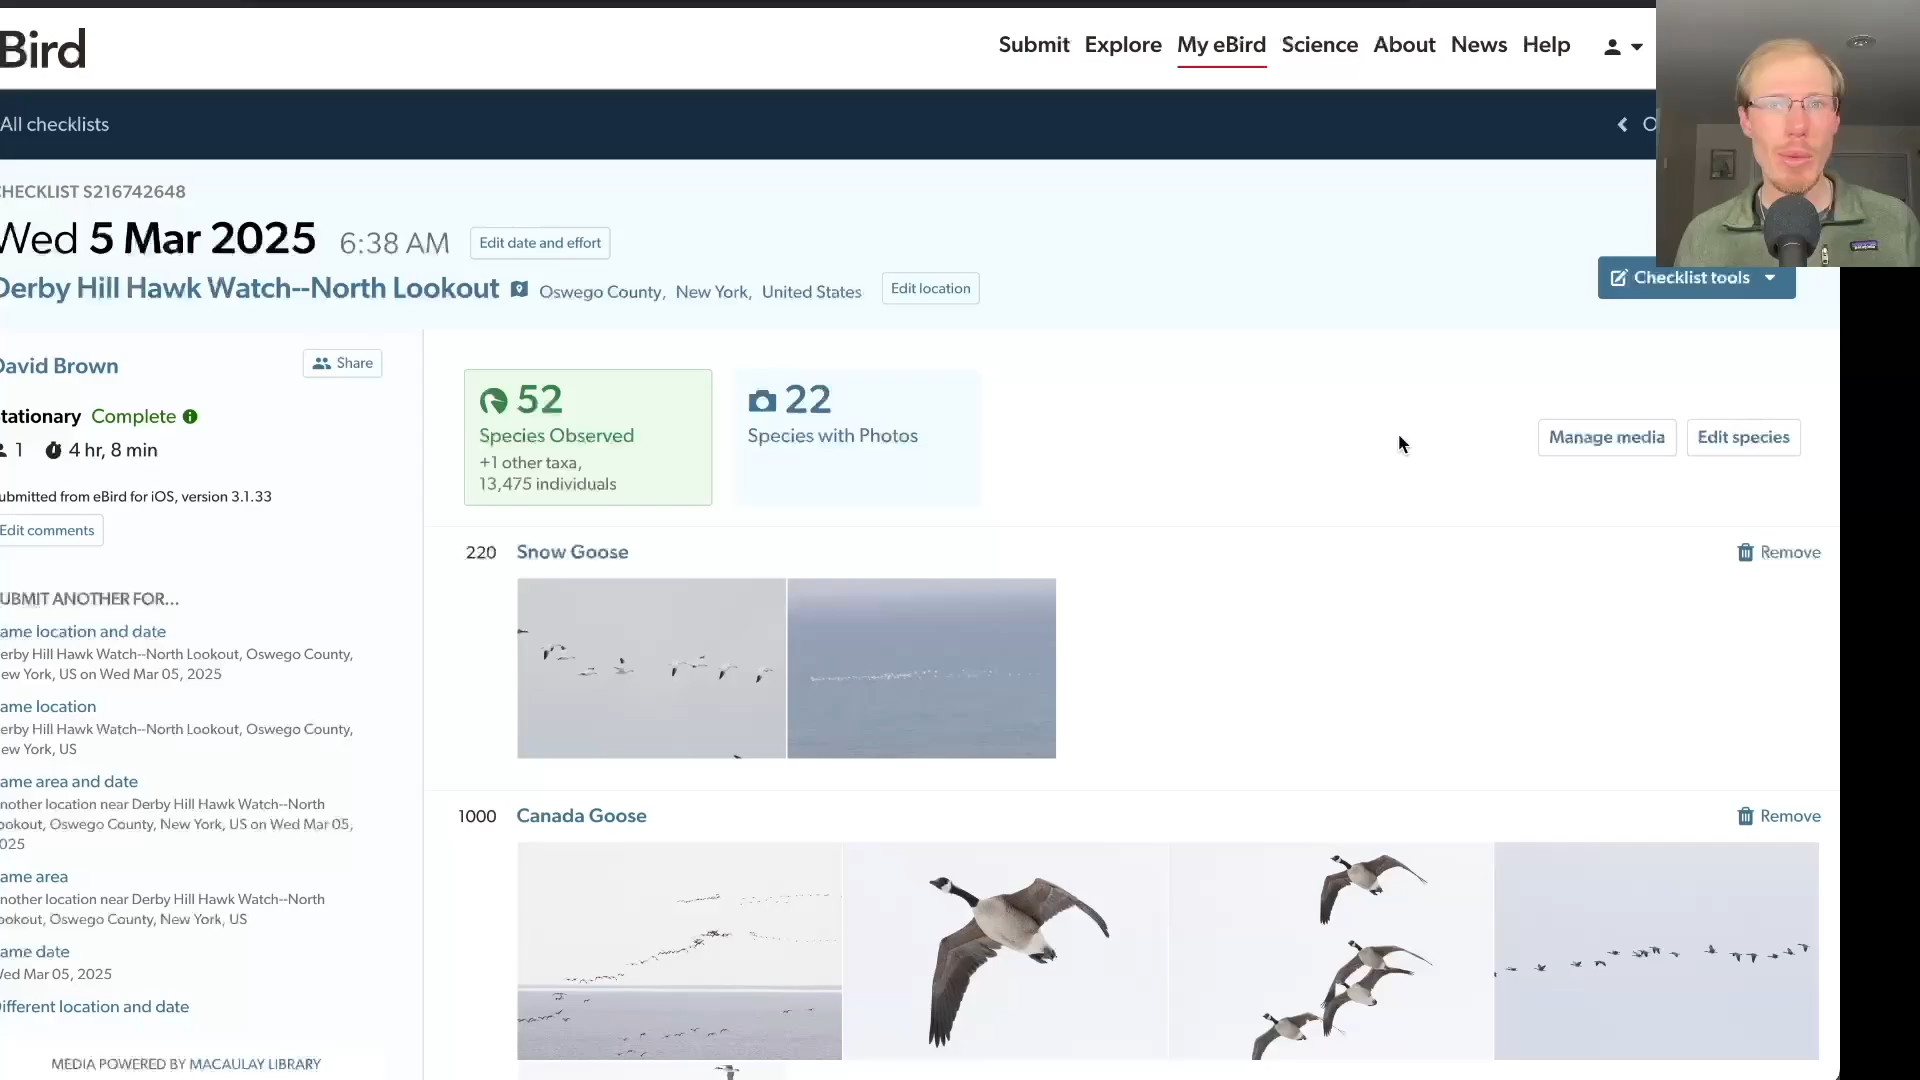 Bird
Submit Explore My eBird Science About News Help
All checklists
HECKLIST S216742648
Wed 5 Mar 2025 6:38 AM Edit date and effort
Derby Hill Hawk Watch--North Lookout Oswego County, New York, United States Edit location
Checklist tools
David Brown Share
tationary Complete
1 4 hr, 8 min
ubmitted from eBird for iOS, version 3.1.33
Edit comments
52
Species Observed
+1 other taxa,
13,475 individuals
22
Species with Photos
Manage media Edit species
UBMIT ANOTHER FOR...
ame location and date
erby Hill Hawk Watch--North Lookout, Oswego County,
ew York, US on Wed Mar 05, 2025
ame location
erby Hill Hawk Watch--North Lookout, Oswego County,
ew York, US
ame area and date
nother location near Derby Hill Hawk Watch--North
ookout, Oswego County, New York, US on Wed Mar 05,
025
ame area
nother location near Derby Hill Hawk Watch--North
ookout, Oswego County, New York, US
ame date
Wed Mar 05, 2025
ifferent location and date
MEDIA POWERED BY MACAULAY LIBRARY
220 Snow Goose Remove
1000 Canada Goose Remove